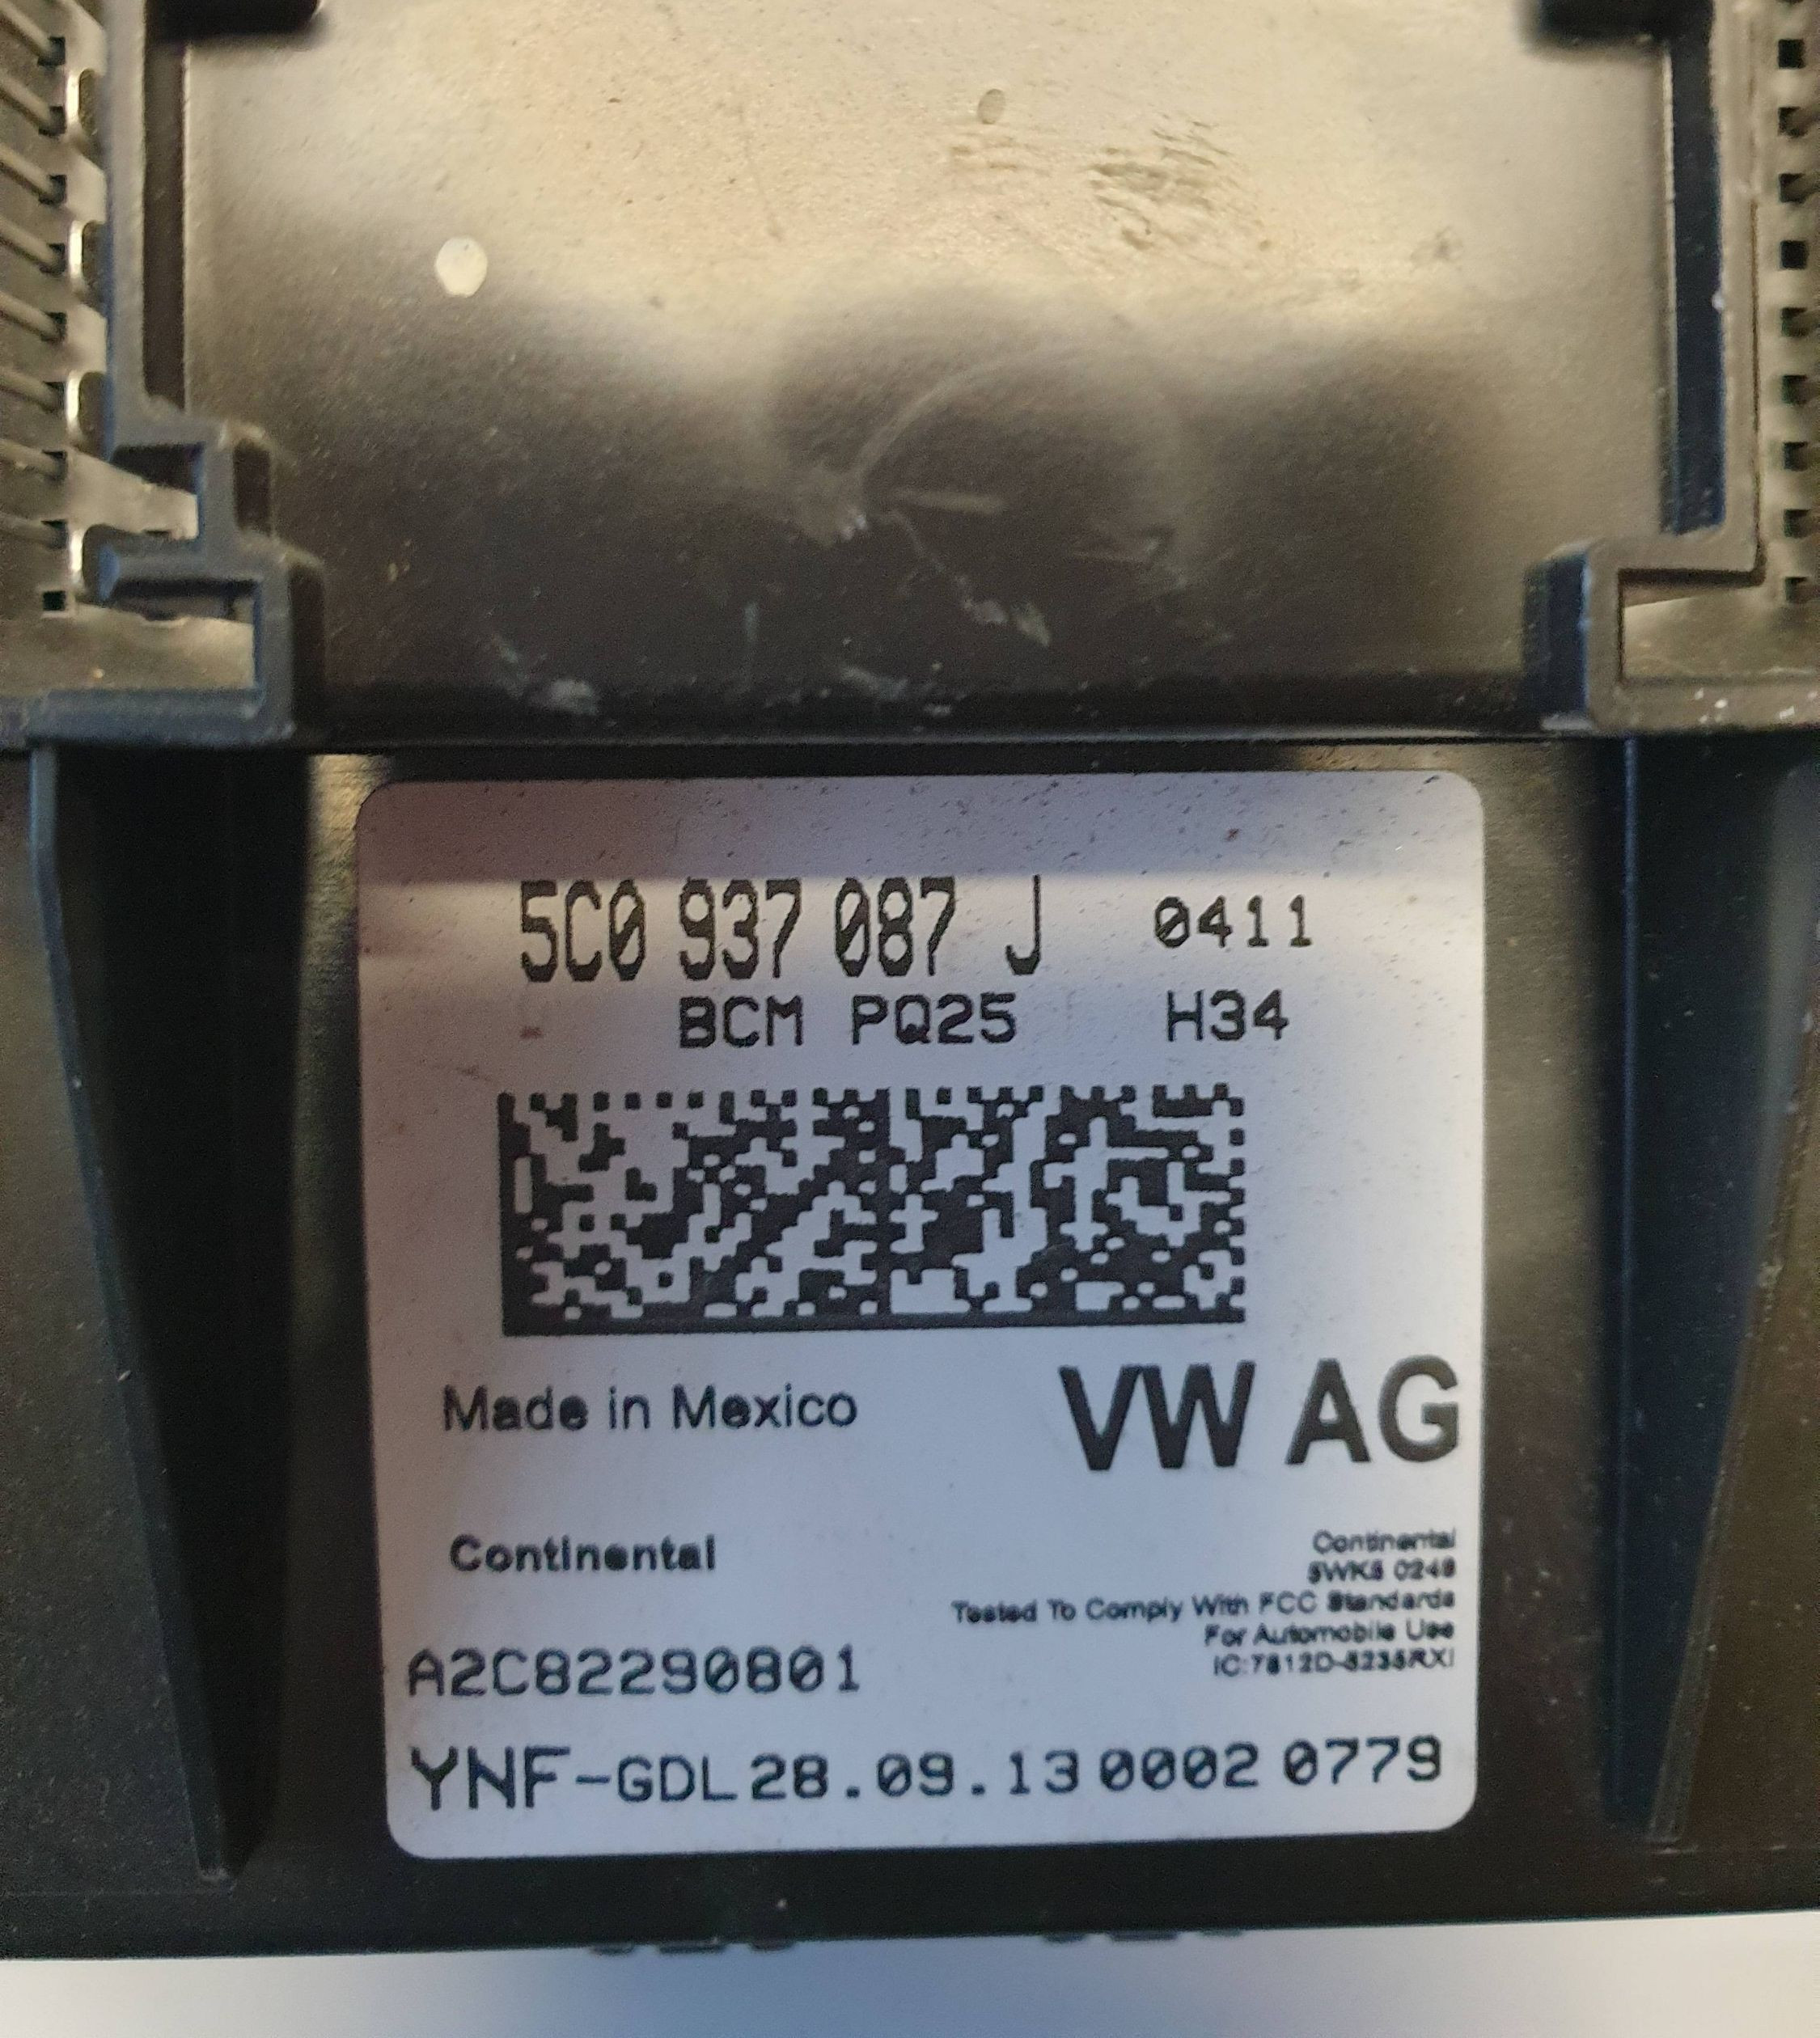 5C0 937 087 J 0411
BCM PQ25 H34
Made in Mexico
VW AG
Continental
Continental
5WK5 0249
Tested To Comply With FCC Standards
For Automobile Use
A2C82290801
YNF-GDL 28.09.13 0002 0779